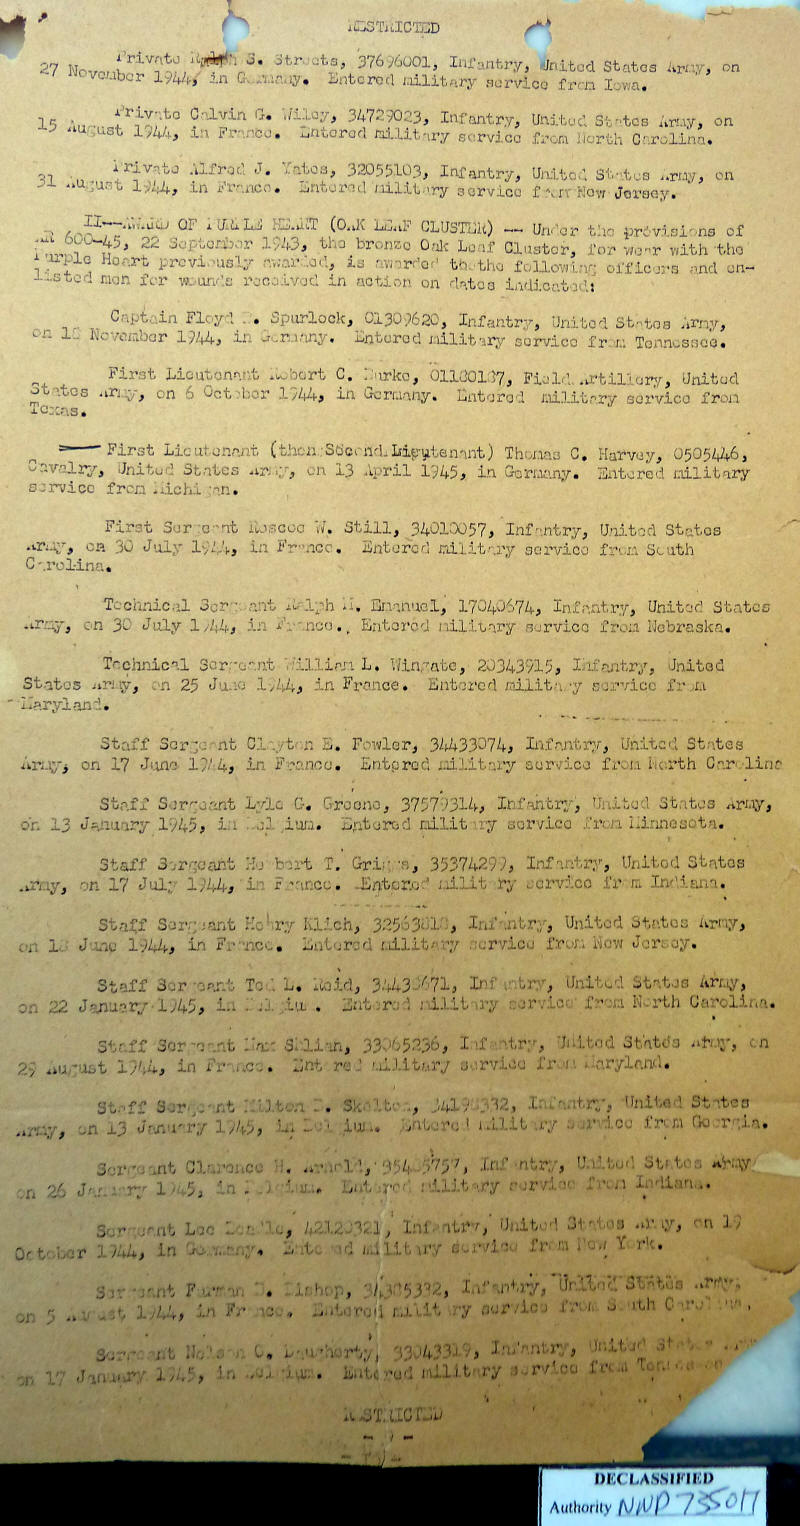 RESTRICTED
Private S. Streets, 37696001, Infantry, United States Army, on
27 November 1944, in Germany. Entered military service from Iowa.
Private Calvin G. Wiley, 34729023, Infantry, United States Army, on
15 August 1944, in France. Entered military service from North Carolina.
Private Alfred J. Yates, 32055103, Infantry, United States Army, on
31 August 1944, in France. Entered military service from New Jersey.
II--AWARD OF PURPLE HEART (OAK LEAF CLUSTER) -- Under the provisions of
AR 600-45, 22 September 1943, the bronze Oak Leaf Cluster, for wear with the
Purple Heart previously awarded, is awarded to the following officers and en-
listed men for wounds received in action on dates indicated:
Captain Floyd Spurlock, 01309620, Infantry, United States Army,
on November 1944, in Germany. Entered military service from Tennessee.
First Lieutenant Robert C. Burke, Field Artillery, United
States Army, on 6 October 1944, in Germany. Entered military service from
Texas.
First Lieutenant (then Second Lieutenant) Thomas C. Harvey, 0505446,
Cavalry, United States Army, on 13 April 1945, in Germany. Entered military
service from Michigan.
First Sergeant Roscoe W. Still, 34010057, Infantry, United States
Army, on 30 July 1944, in France. Entered military service from South
Carolina.
Technical Sergeant Ralph Emanuel, 17040674, Infantry, United States
Army, on 30 July 1944, in France. Entered military service from Nebraska.
Technical Sergeant William L. Wingate, 20343915, Infantry, United
States Army, on 25 June 1944, in France. Entered military service from
Maryland.
Staff Sergeant Clayton E. Fowler, 34433074, Infantry, United States
Army, on 17 June 1944, in France. Entered military service from North Carolina
Staff Sergeant Lyle G. Greene, 37579314, Infantry, United States Army,
on 13 January 1945, in Belgium. Entered military service from Minnesota.
Staff Sergeant T. Griggs, 35374299, Infantry, United States
Army, on 17 July 1944, in France. Entered military service from Indiana.
Staff Sergeant Henry Klich, Infantry, United States Army,
on June 1944, in France. Entered military service from New Jersey.
Staff Sergeant Ted L. Reid, Infantry, United States Army,
on 22 January 1945, in Belgium. Entered military service from North Carolina.
Staff Sergeant Max 33065236, Infantry, United States Army, on
29 August 1944, in France. Entered military service from Maryland.
Staff Sergeant Milton Skelton, Infantry, United States
Army, on 13 January 1945, in Belgium. Entered military service from Georgia.
Sergeant Clarence H. Arnold, Infantry, United States Army
on 26 January 1945, in Belgium. Entered military service from Indiana.
Sergeant Lee 42120321, Infantry, United States Army, on 19
October 1944, in Germany. Entered military service from New York.
Sergeant Furman Bishop, Infantry, United States Army,
on 5 August 1944, in France. Entered military service from South Carolina.
Sergeant Nelson C. Daugherty, 33043319, Infantry, United States Army
on 17 January 1945, in Belgium. Entered military service from
RESTRICTED
DECLASSIFIED
Authority NND 735017